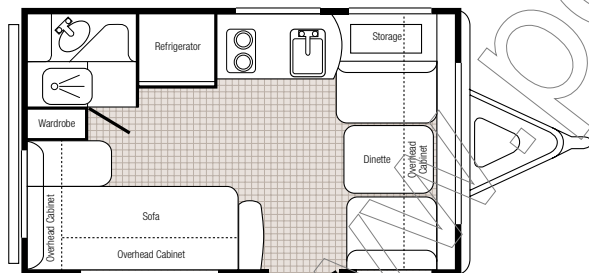 Refrigerator
Storage
Wardrobe
Dinette
Overhead
Cabinet
Overhead Cabinet
Sofa
Overhead Cabinet